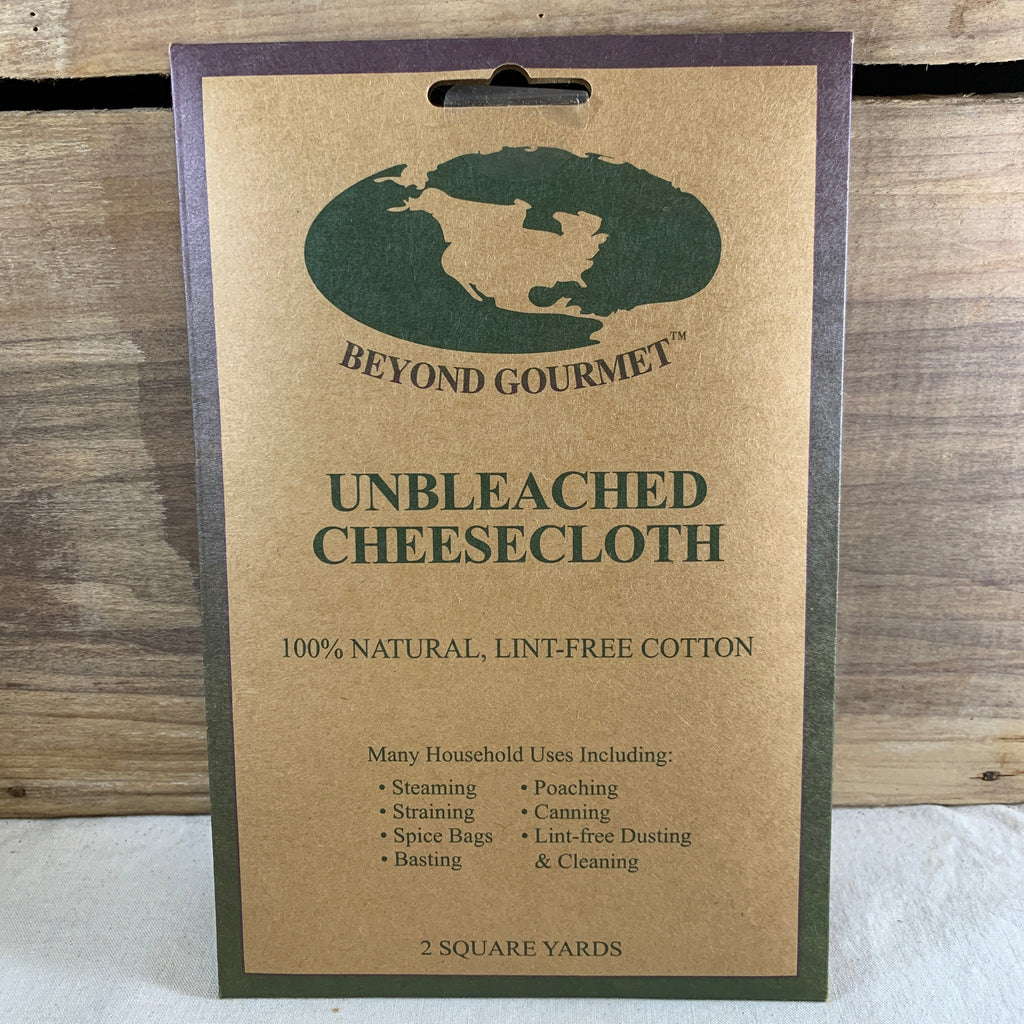 BEYOND GOURMET™
UNBLEACHED
CHEESECLOTH
100% NATURAL, LINT-FREE COTTON
Many Household Uses Including:
• Steaming
• Straining
• Spice Bags
• Basting
• Poaching
• Canning
• Lint-free Dusting
& Cleaning
2 SQUARE YARDS